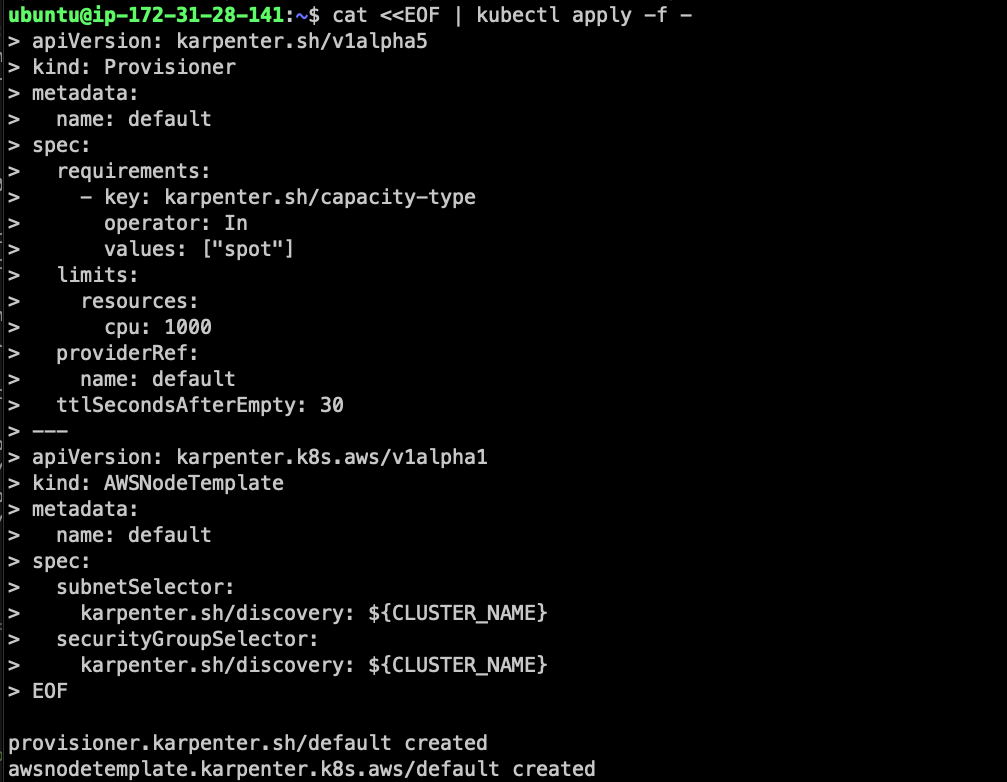 ubuntu@ip-172-31-28-141:~$ cat <<EOF | kubectl apply -f -
> apiVersion: karpenter.sh/v1alpha5
> kind: Provisioner
> metadata:
>   name: default
> spec:
>   requirements:
>     - key: karpenter.sh/capacity-type
>       operator: In
>       values: ["spot"]
>   limits:
>     resources:
>       cpu: 1000
>   providerRef:
>     name: default
>   ttlSecondsAfterEmpty: 30
> ---
> apiVersion: karpenter.k8s.aws/v1alpha1
> kind: AWSNodeTemplate
> metadata:
>   name: default
> spec:
>   subnetSelector:
>     karpenter.sh/discovery: ${CLUSTER_NAME}
>   securityGroupSelector:
>     karpenter.sh/discovery: ${CLUSTER_NAME}
> EOF
provisioner.karpenter.sh/default created
awsnodetemplate.karpenter.k8s.aws/default created